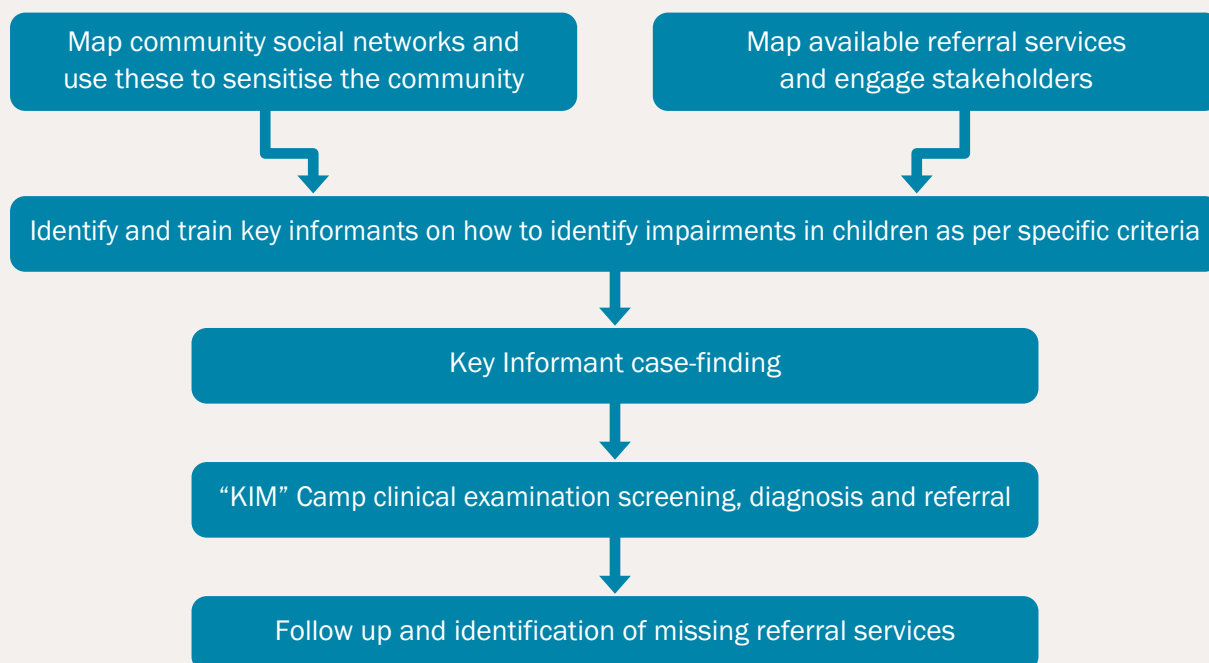 Map community social networks and
use these to sensitise the community
Map available referral services
and engage stakeholders
Identify and train key informants on how to identify impairments in children as per specific criteria
Key Informant case-finding
“KIM” Camp clinical examination screening, diagnosis and referral
Follow up and identification of missing referral services